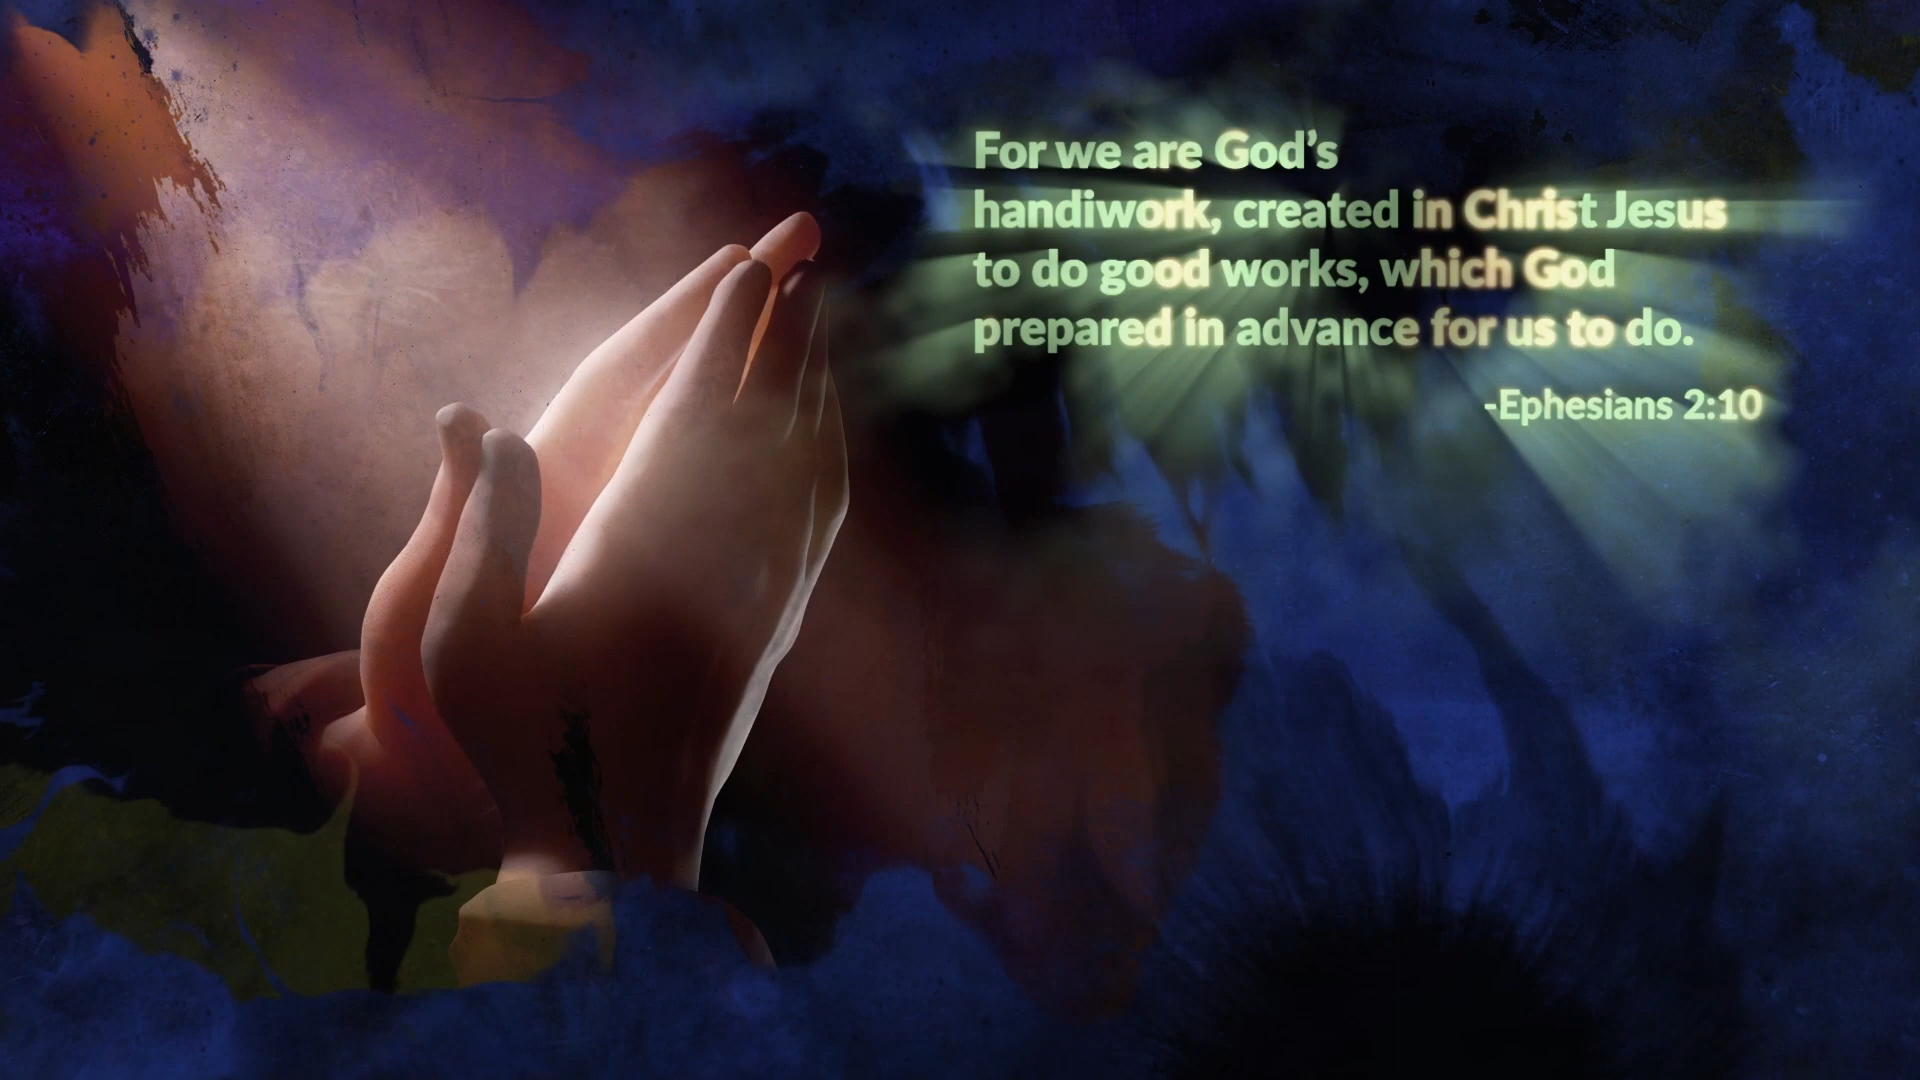 For we are God’s
handiwork, created in Christ Jesus
to do good works, which God
prepared in advance for us to do.
-Ephesians 2:10